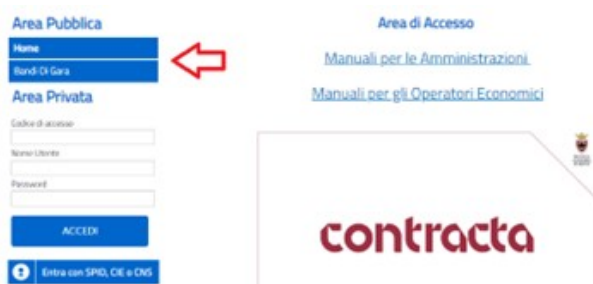 Area Pubblica
Home
Bandi Di Gara
Area Privata
Codice di accesso
Nome Utente
Password
ACCEDI
Entra con SPID, CIE o CNS
Area di Accesso
Manuali per le Amministrazioni
Manuali per gli Operatori Economici
contracta